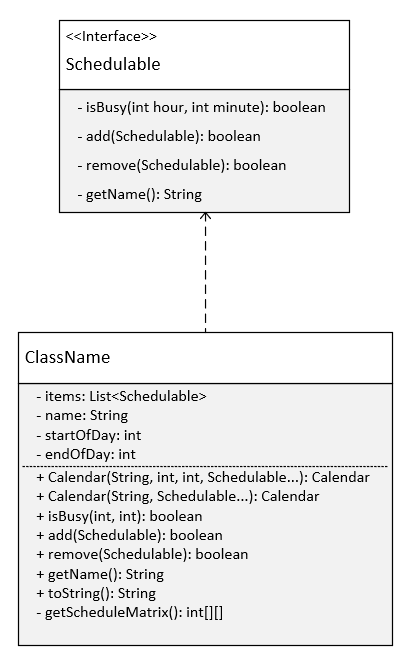 <<Interface>>
Schedulable
- isBusy(int hour, int minute): boolean
- add(Schedulable): boolean
- remove(Schedulable): boolean
- getName(): String
ClassName
- items: List<Schedulable>
- name: String
- startOfDay: int
- endOfDay: int
+ Calendar(String, int, int, Schedulable...): Calendar
+ Calendar(String, Schedulable...): Calendar
+ isBusy(int, int): boolean
+ add(Schedulable): boolean
+ remove(Schedulable): boolean
+ getName(): String
+ toString(): String
- getScheduleMatrix(): int[][]